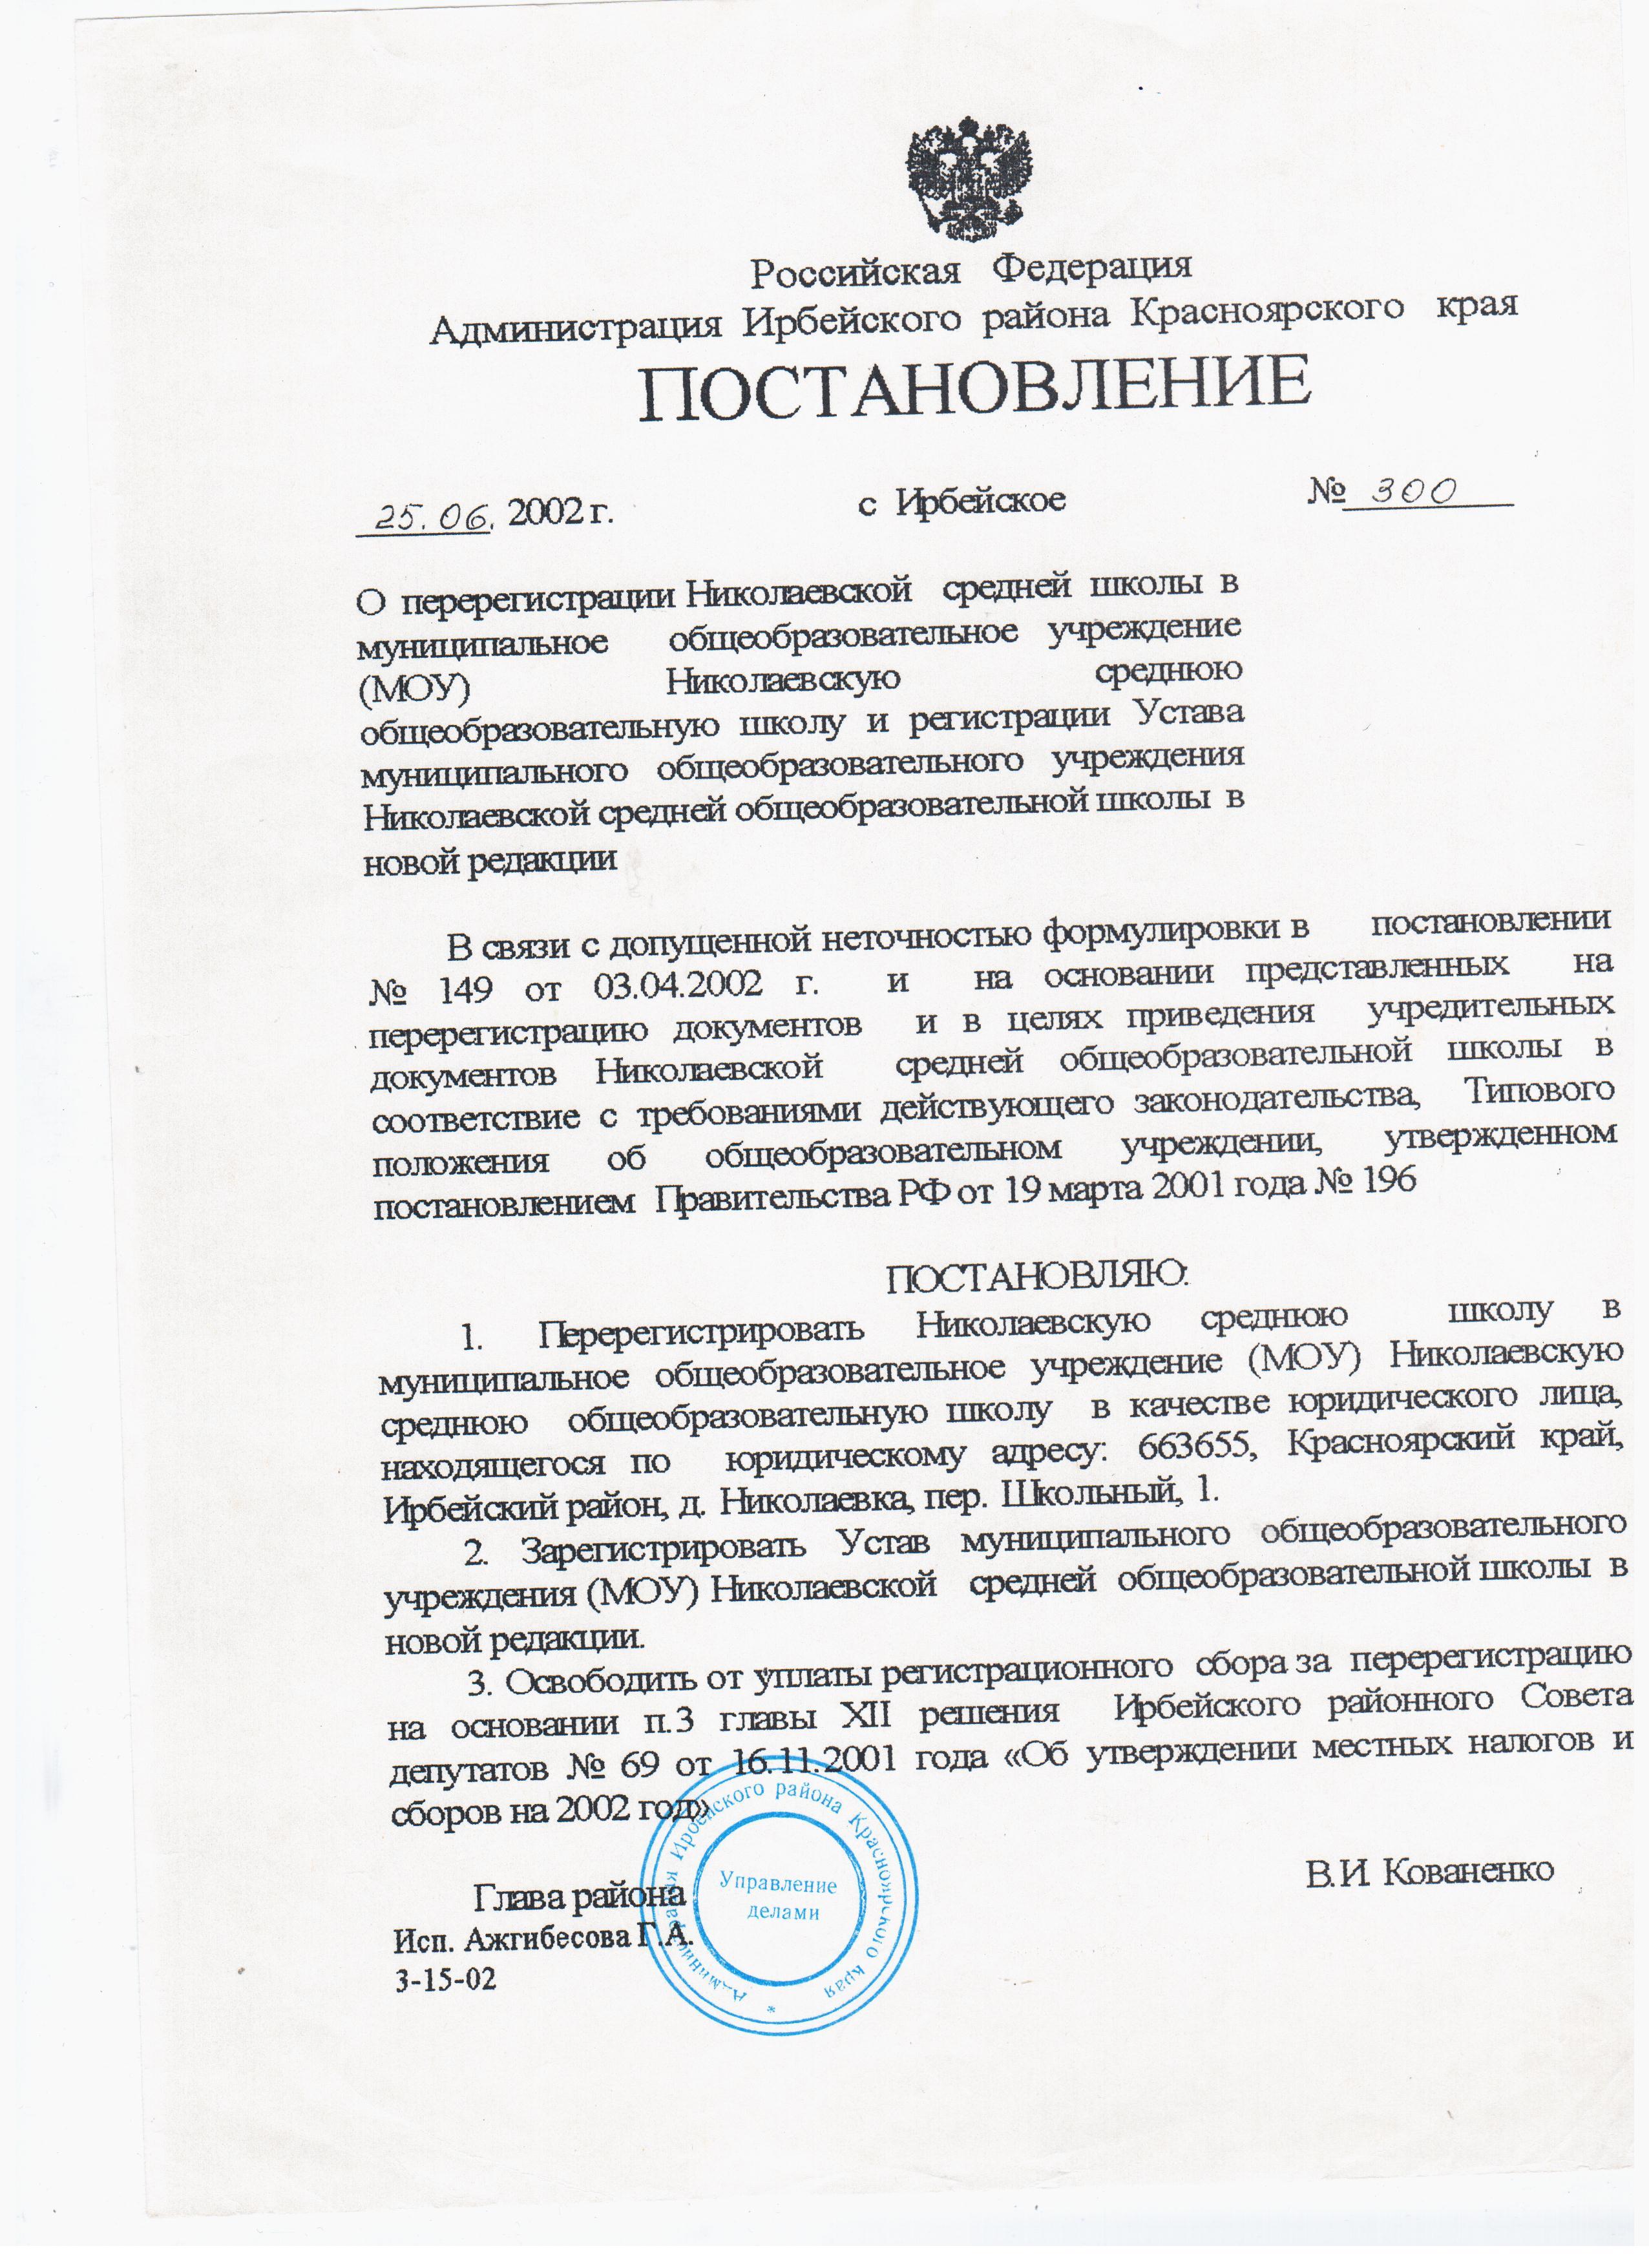 Российская Федерация
Администрация Ирбейского района Красноярского края
ПОСТАНОВЛЕНИЕ
25.06. 2002 г. с Ирбейское № 300
О перерегистрации Николаевской средней школы в
муниципальное общеобразовательное учреждение
(МОУ) Николаевскую среднюю
общеобразовательную школу и регистрации Устава
муниципального общеобразовательного учреждения
Николаевской средней общеобразовательной школы в
новой редакции
В связи с допущенной неточностью формулировки в постановлении
№ 149 от 03.04.2002 г. и на основании представленных на
перерегистрацию документов и в целях приведения учредительных
документов Николаевской средней общеобразовательной школы в
соответствие с требованиями действующего законодательства, Типового
положения об общеобразовательном учреждении, утвержденном
постановлением Правительства РФ от 19 марта 2001 года № 196
ПОСТАНОВЛЯЮ:
1. Перерегистрировать Николаевскую среднюю школу в
муниципальное общеобразовательное учреждение (МОУ) Николаевскую
среднюю общеобразовательную школу в качестве юридического лица,
находящегося по юридическому адресу: 663655, Красноярский край,
Ирбейский район, д. Николаевка, пер. Школьный, 1.
2. Зарегистрировать Устав муниципального общеобразовательного
учреждения (МОУ) Николаевской средней общеобразовательной школы в
новой редакции.
3. Освободить от уплаты регистрационного сбора за перерегистрацию
на основании п.3 главы XII решения Ирбейского районного Совета
депутатов № 69 от 16.11.2001 года «Об утверждении местных налогов и
сборов на 2002 год»
Глава района В.И. Кованенко
Исп. Ажгибесова Г.А.
3-15-02
Администрация Ирбейского района Красноярского края *
Управление
делами